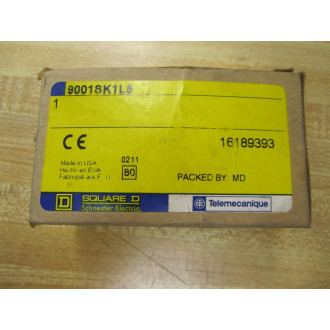 9001SK1L5
1
CE
16189393
Made in USA
Hecho en EUA
Fabriqué aux É. U.
0211
80
PACKED BY: MD
D
SQUARE D
Schneider Electric
Telemecanique